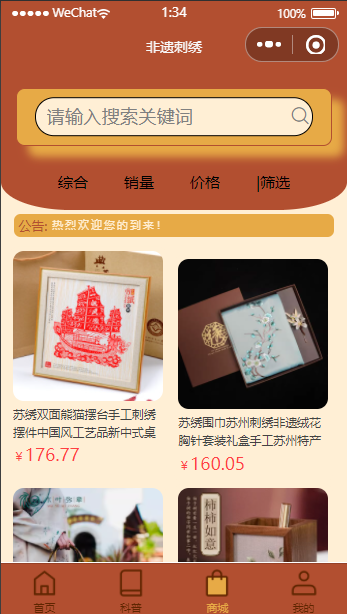 WeChat 1:34 100%
非遗刺绣
请输入搜索关键词
综合 销量 价格 |筛选
公告: 热烈欢迎您的到来！
苏绣双面熊猫摆台手工刺绣
摆件中国风工艺品新中式桌
￥176.77
苏绣围巾苏州刺绣非遗绒花
胸针套装礼盒手工苏州特产
￥160.05
柿柿如意
首页 科普 商城 我的